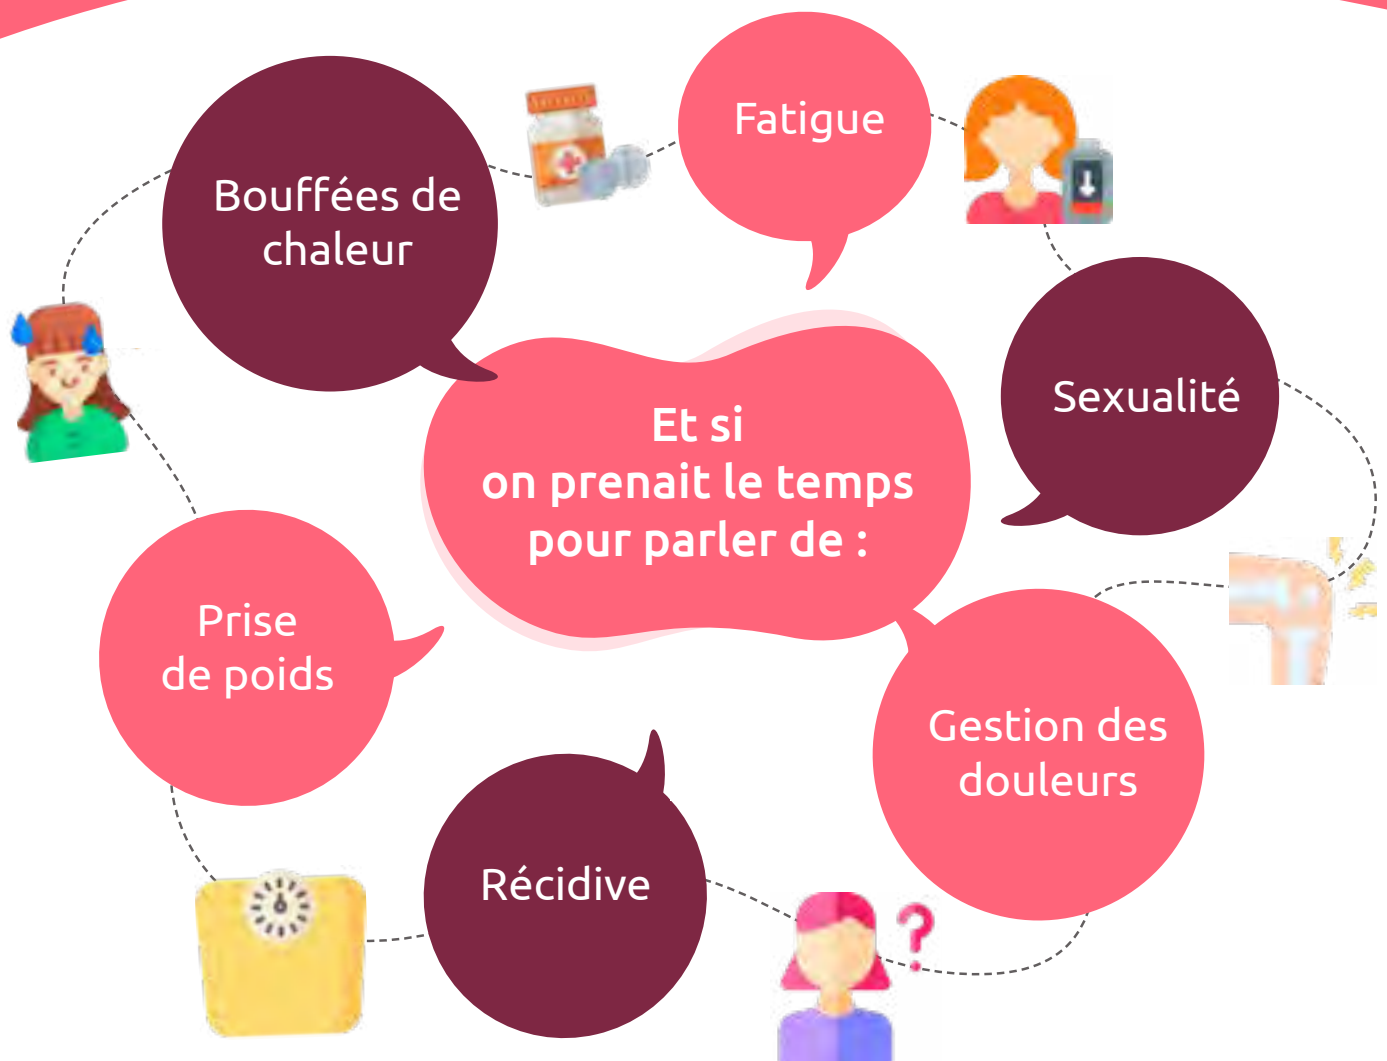 Fatigue
Bouffées de
chaleur
Sexualité
Et si
on prenait le temps
pour parler de :
Prise
de poids
Gestion des
douleurs
Récidive